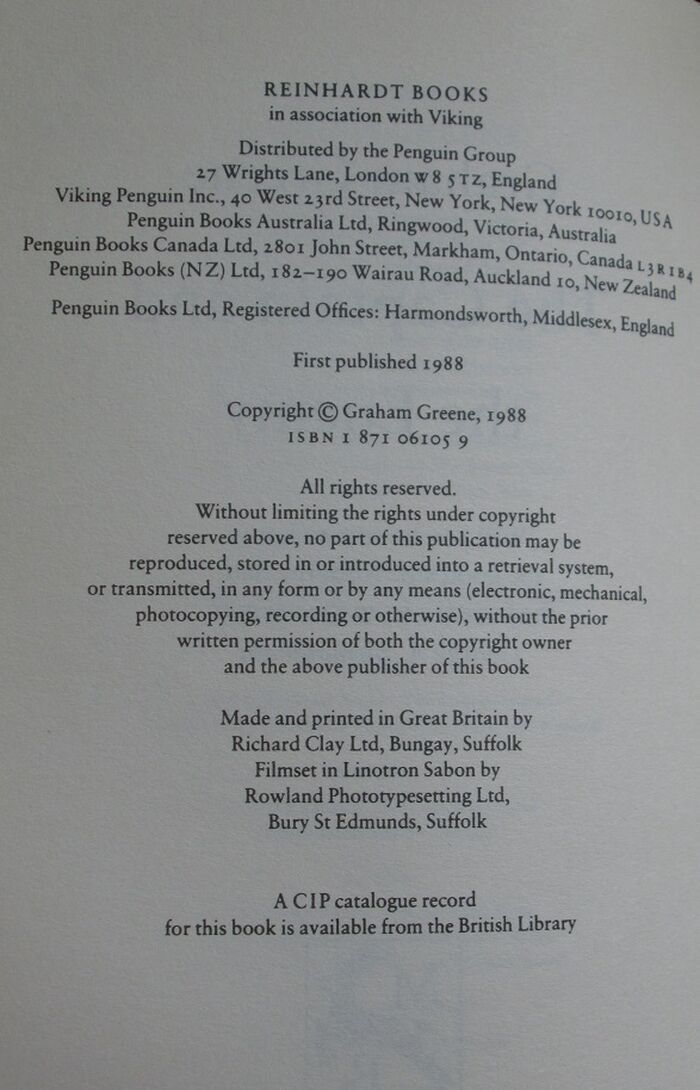 REINHARDT BOOKS
in association with Viking
Distributed by the Penguin Group
27 Wrights Lane, London W8 5TZ, England
Viking Penguin Inc., 40 West 23rd Street, New York, New York 10010, USA
Penguin Books Australia Ltd, Ringwood, Victoria, Australia
Penguin Books Canada Ltd, 2801 John Street, Markham, Ontario, Canada L3R 1B4
Penguin Books (NZ) Ltd, 182–190 Wairau Road, Auckland 10, New Zealand
Penguin Books Ltd, Registered Offices: Harmondsworth, Middlesex, England
First published 1988
Copyright © Graham Greene, 1988
ISBN 1 871 06105 9
All rights reserved.
Without limiting the rights under copyright
reserved above, no part of this publication may be
reproduced, stored in or introduced into a retrieval system,
or transmitted, in any form or by any means (electronic, mechanical,
photocopying, recording or otherwise), without the prior
written permission of both the copyright owner
and the above publisher of this book
Made and printed in Great Britain by
Richard Clay Ltd, Bungay, Suffolk
Filmset in Linotron Sabon by
Rowland Phototypesetting Ltd,
Bury St Edmunds, Suffolk
A CIP catalogue record
for this book is available from the British Library